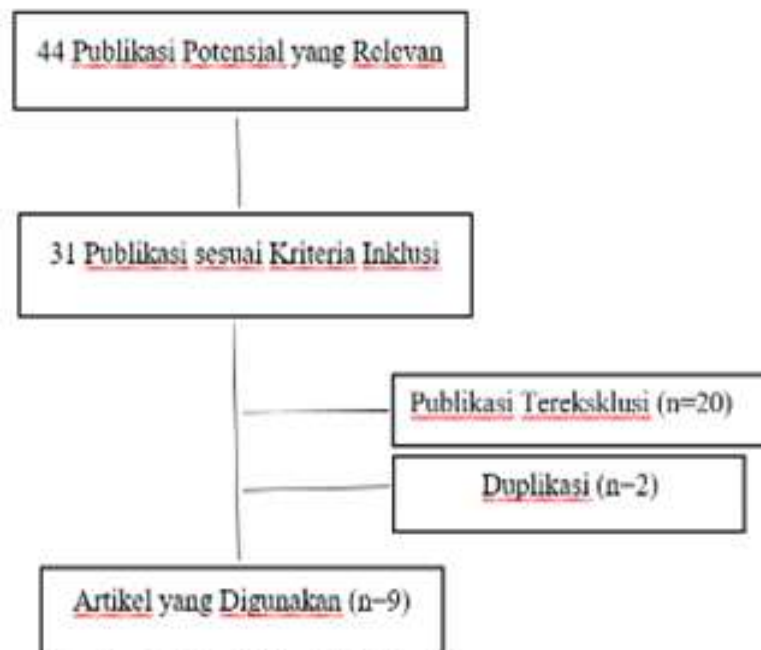 44 Publikasi Potensial yang Relevan
31 Publikasi sesuai Kriteria Inklusi
Publikasi Tereksklusi (n=20)
Duplikasi (n=2)
Artikel yang Digunakan (n=9)